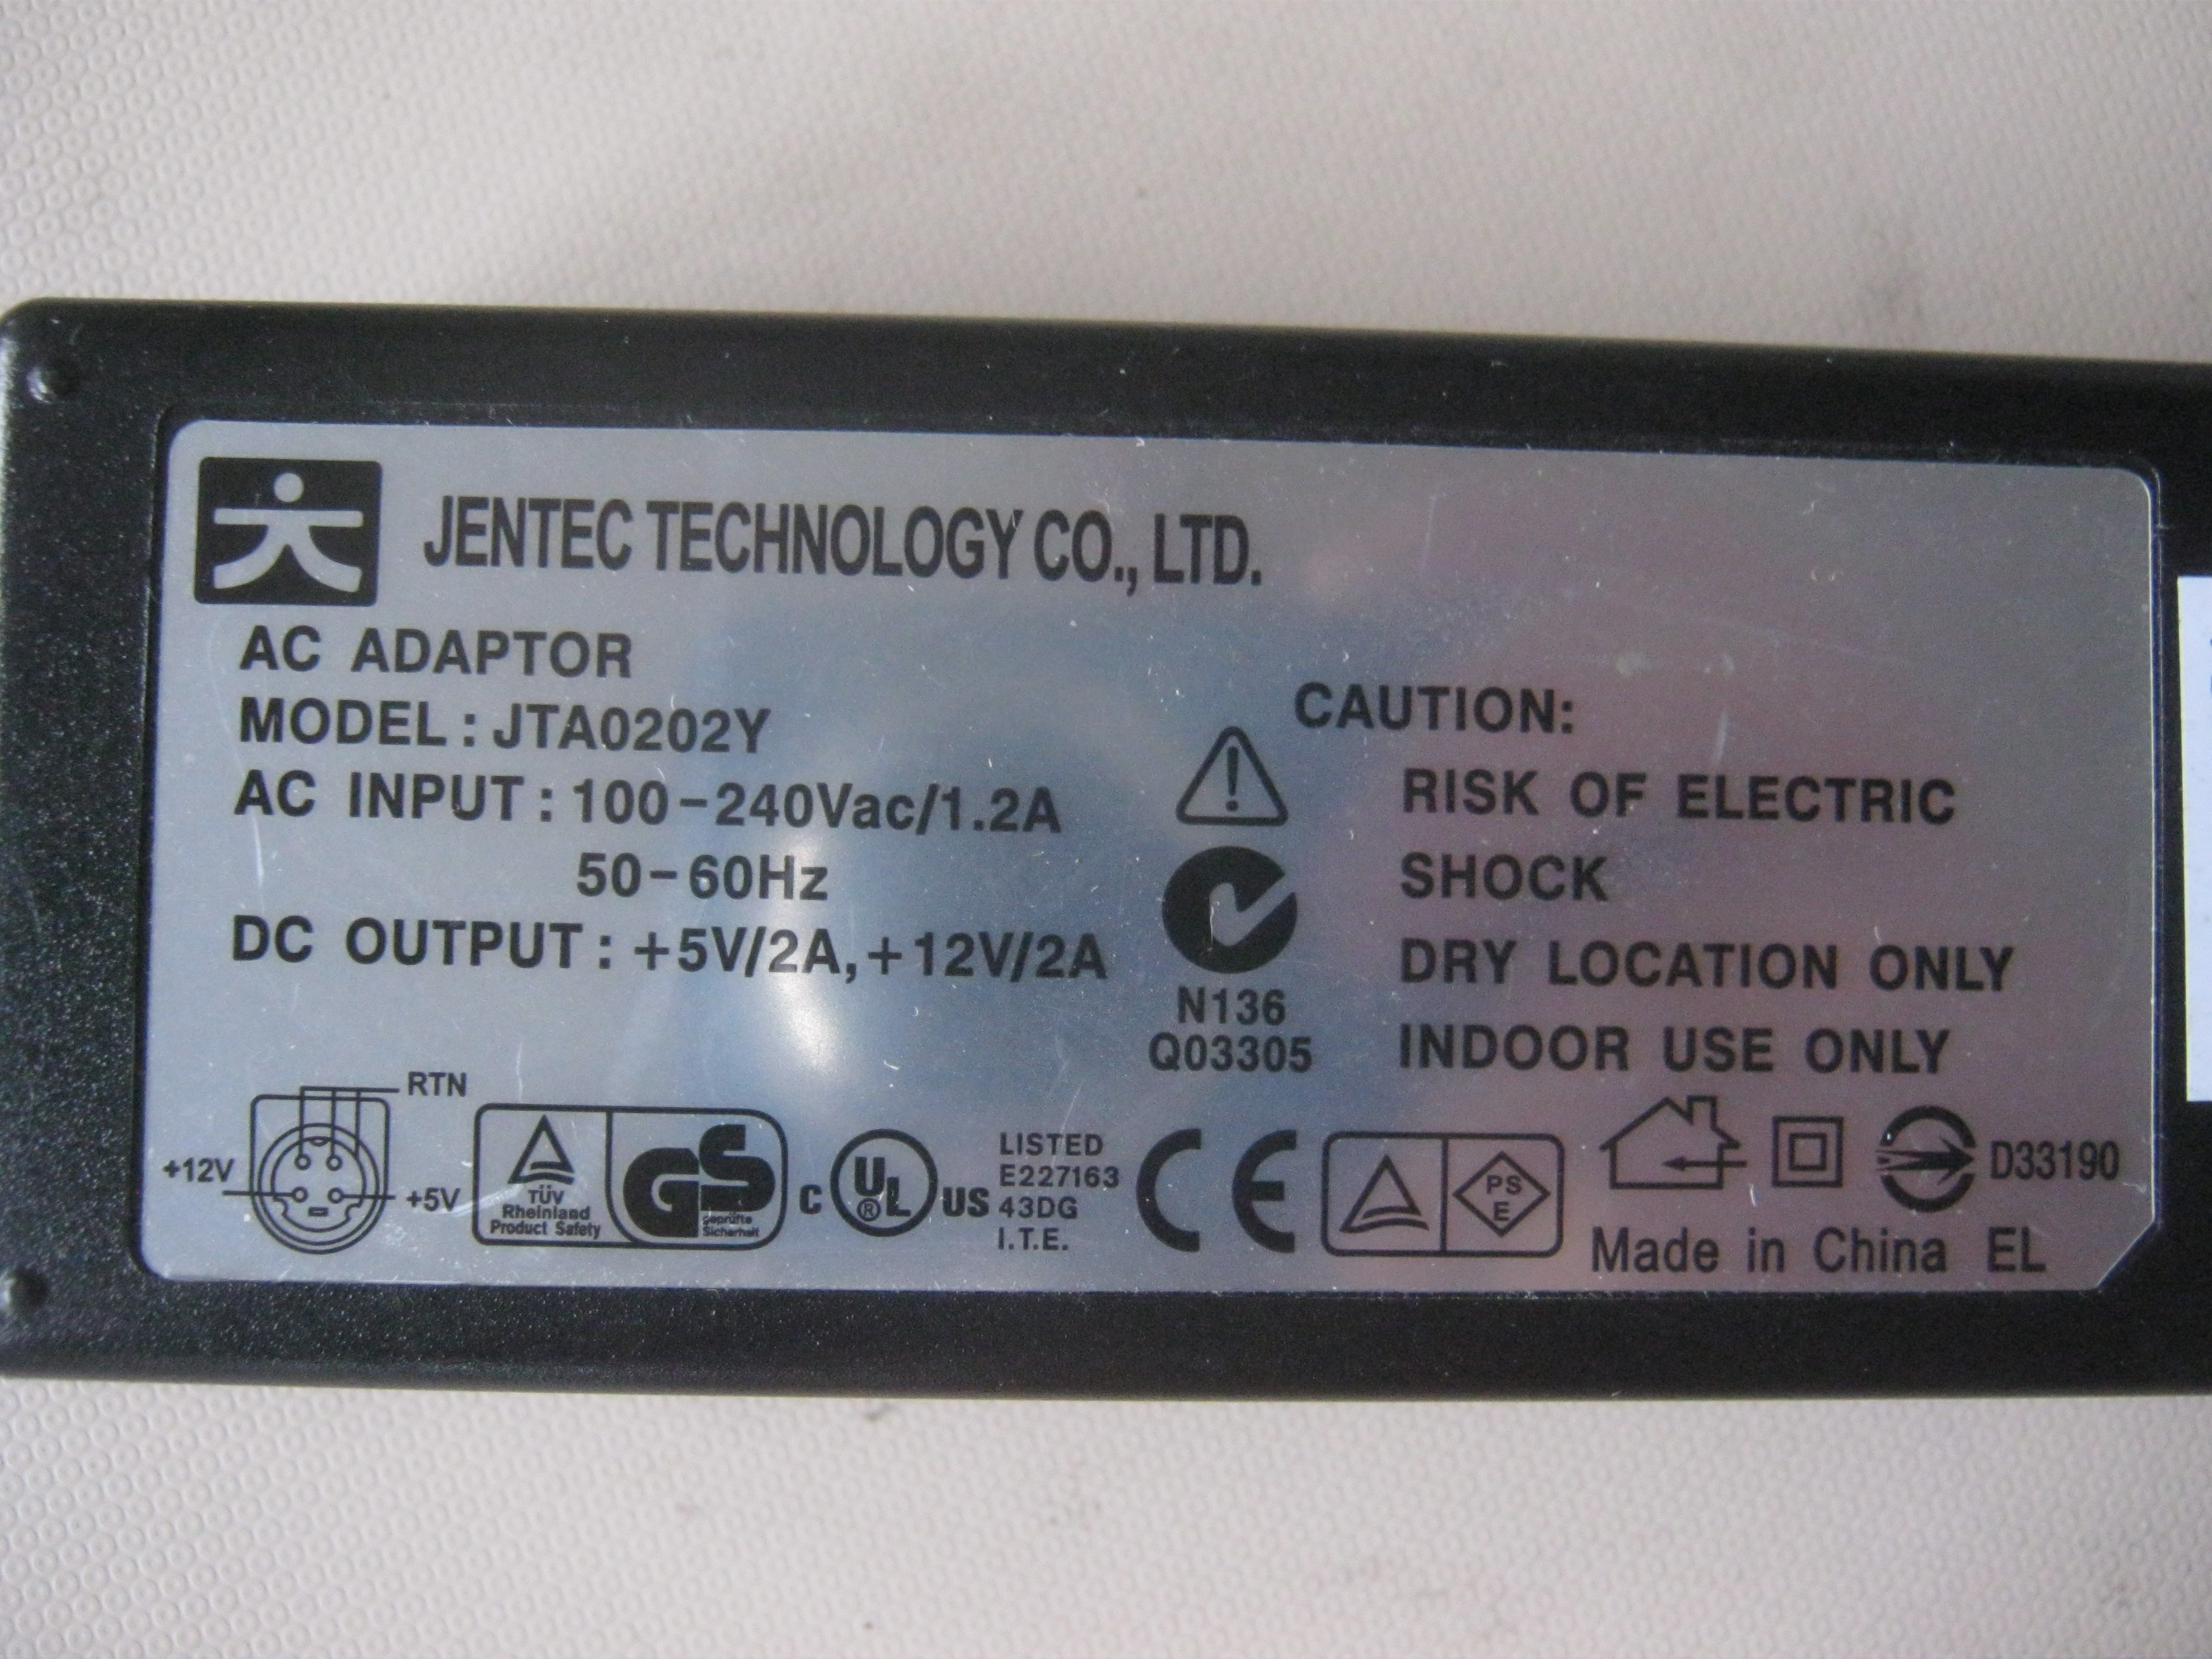 JENTEC TECHNOLOGY CO., LTD.
AC ADAPTOR
MODEL : JTA0202Y
AC INPUT : 100-240Vac/1.2A
50-60Hz
DC OUTPUT : +5V/2A, +12V/2A
CAUTION:
RISK OF ELECTRIC
SHOCK
DRY LOCATION ONLY
INDOOR USE ONLY
N136
Q03305
RTN
+12V
+5V
TÜV
Rheinland
Product Safety
GS
geprüfte
Sicherheit
C UL ® US
LISTED
E227163
43DG
I.T.E.
CE
PS
E
D33190
Made in China EL